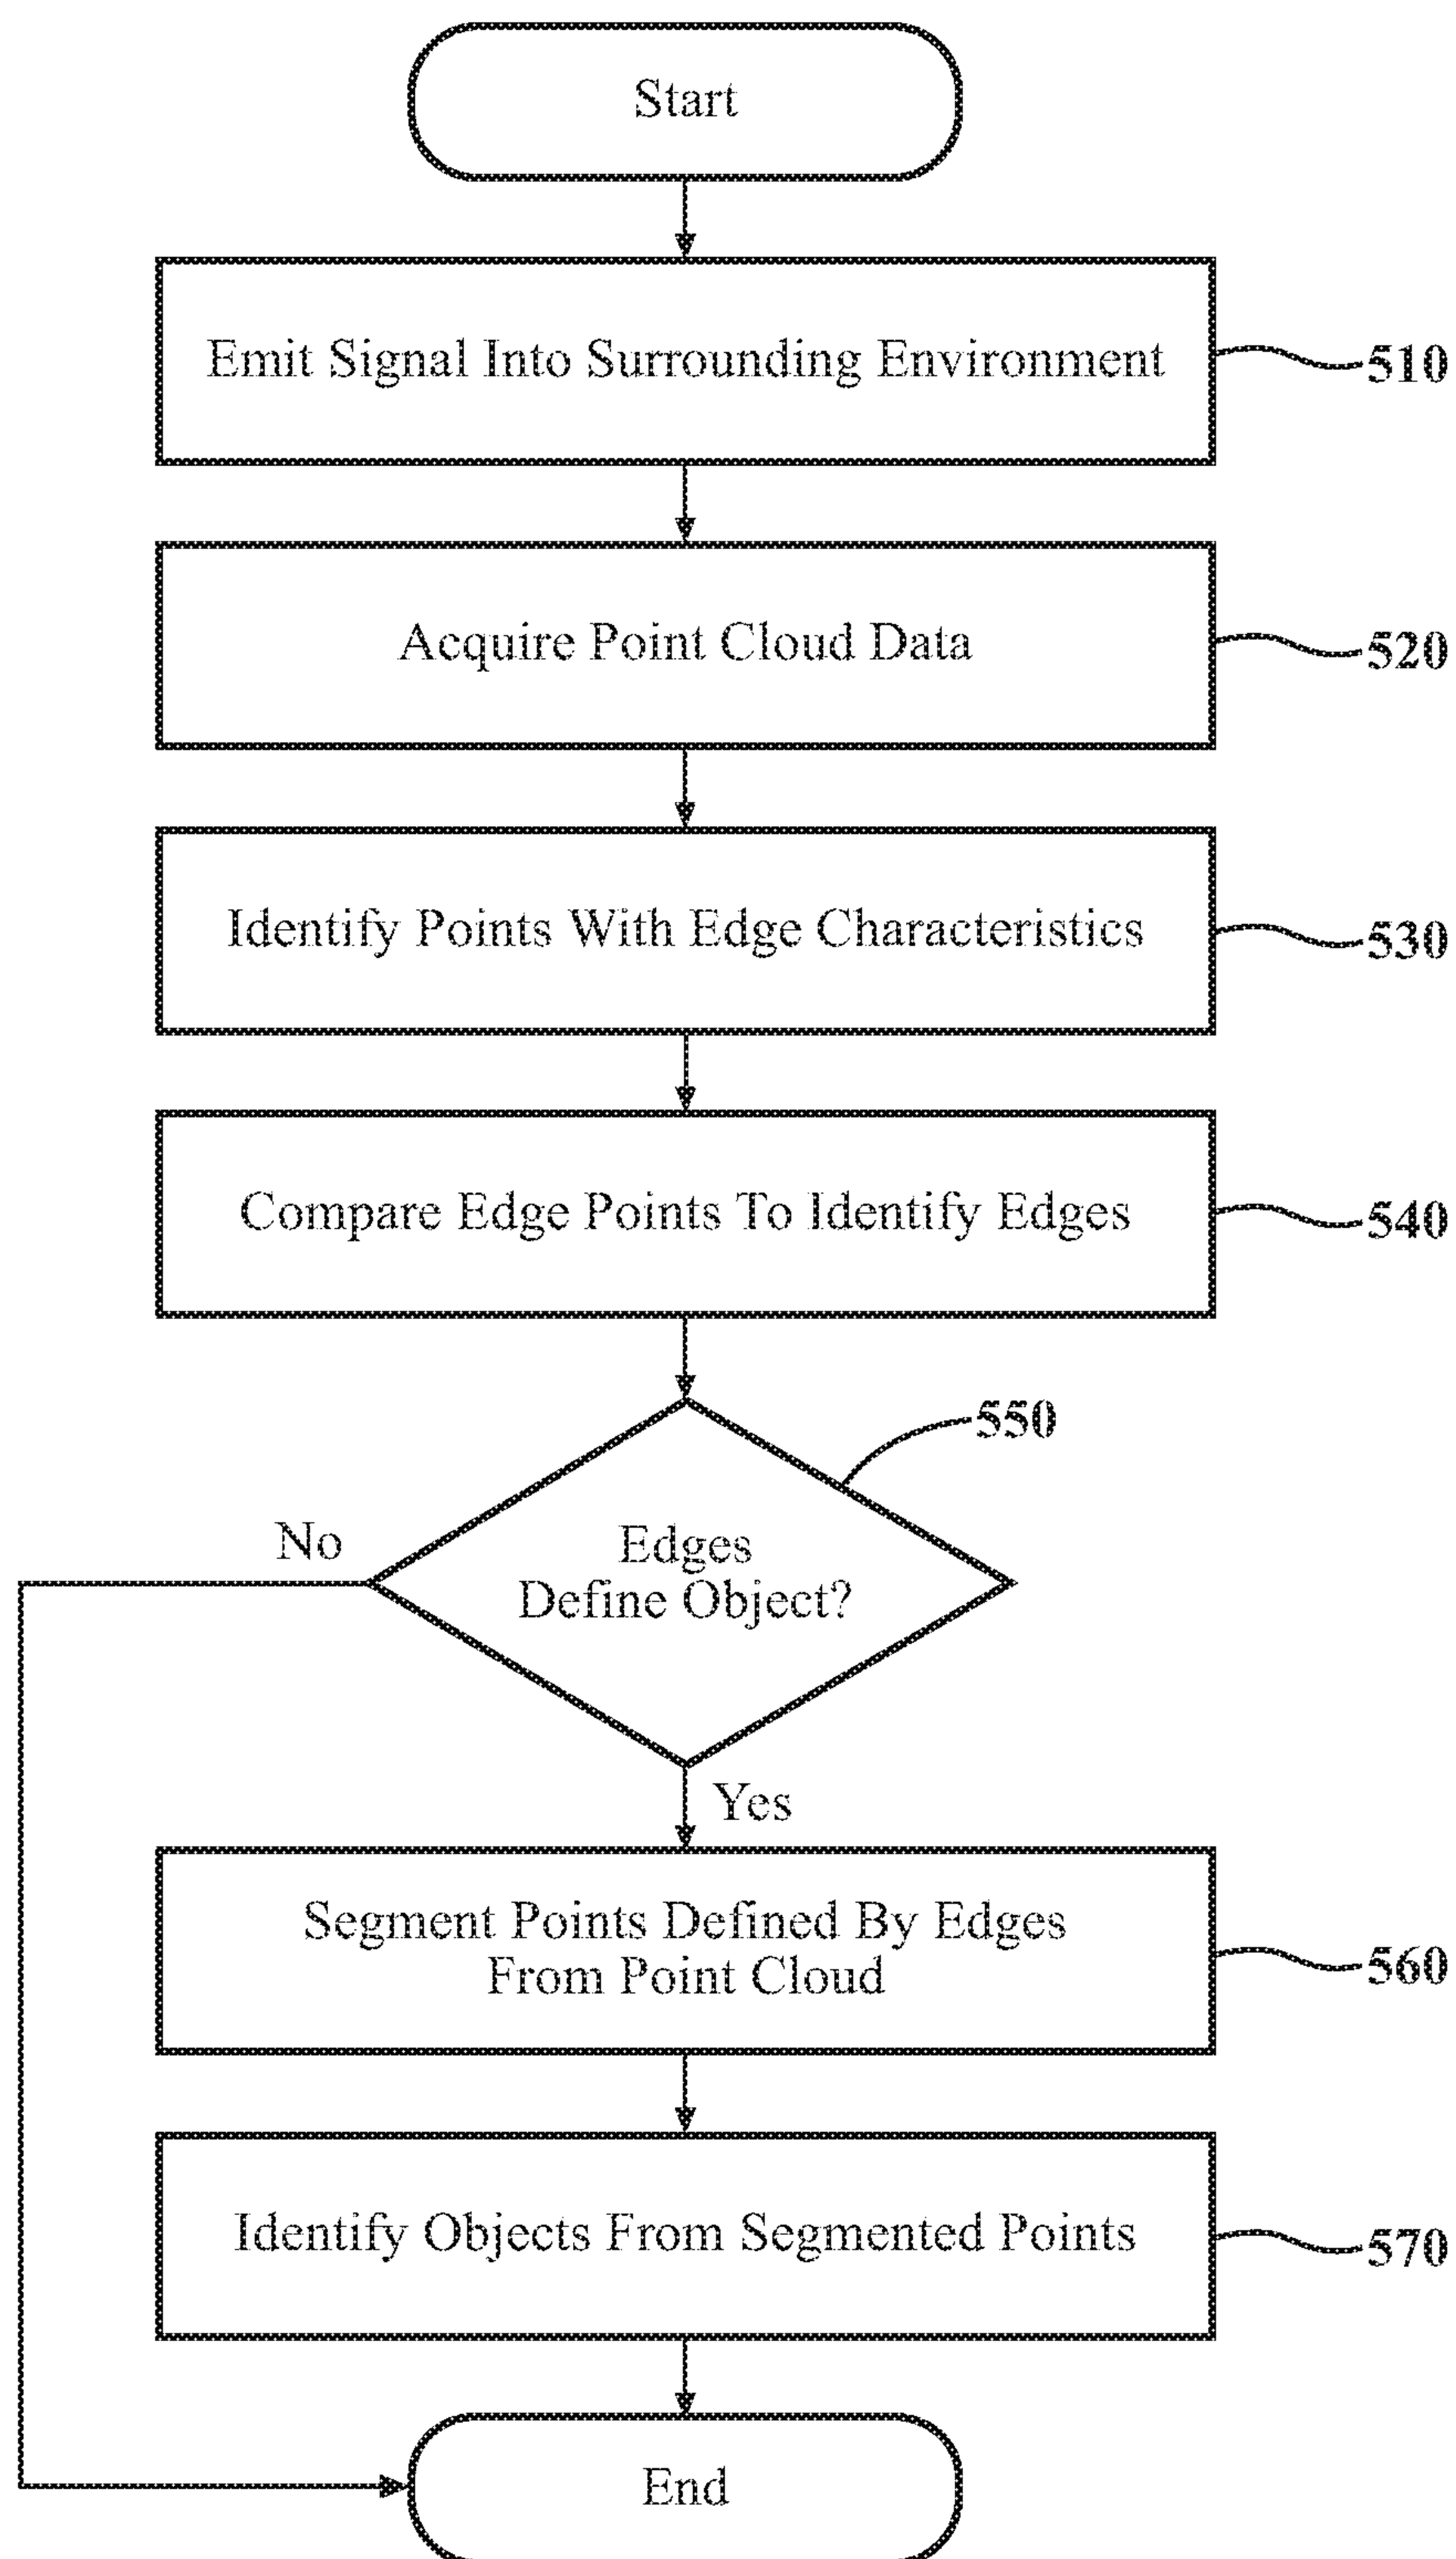 Start
Emit Signal Into Surrounding Environment
510
Acquire Point Cloud Data
520
Identify Points With Edge Characteristics
530
Compare Edge Points To Identify Edges
540
550
No
Edges
Define Object?
Yes
Segment Points Defined By Edges
From Point Cloud
560
Identify Objects From Segmented Points
570
End